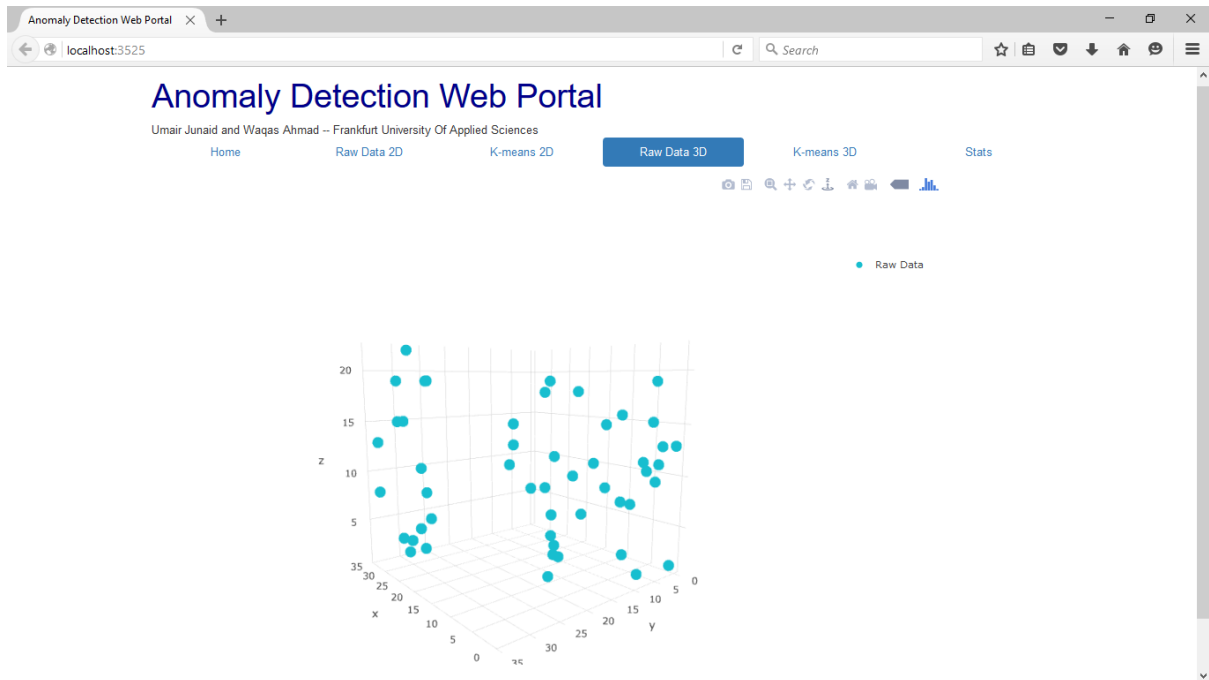 Anomaly Detection Web Portal
localhost:3525
Search
Anomaly Detection Web Portal
Umair Junaid and Waqas Ahmad -- Frankfurt University Of Applied Sciences
Home Raw Data 2D K-means 2D Raw Data 3D K-means 3D Stats
Raw Data
20
15
z
10
5
35
30
25
20
15
10
5
0
x
0
5
10
15
20
25
30
35
y